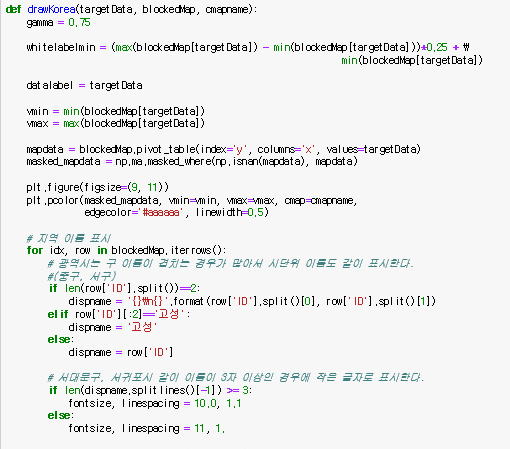 def drawKorea(targetData, blockedMap, cmapname):
    gamma = 0.75

    whitelabelmin = (max(blockedMap[targetData]) - min(blockedMap[targetData]))*0.25 + ₩
                                                                min(blockedMap[targetData])

    datalabel = targetData

    vmin = min(blockedMap[targetData])
    vmax = max(blockedMap[targetData])

    mapdata = blockedMap.pivot_table(index='y', columns='x', values=targetData)
    masked_mapdata = np.ma.masked_where(np.isnan(mapdata), mapdata)

    plt.figure(figsize=(9, 11))
    plt.pcolor(masked_mapdata, vmin=vmin, vmax=vmax, cmap=cmapname,
               edgecolor='#aaaaaa', linewidth=0.5)

    # 지역 이름 표시
    for idx, row in blockedMap.iterrows():
        # 광역시는 구 이름이 겹치는 경우가 많아서 시단위 이름도 같이 표시한다.
        #(중구, 서구)
        if len(row['ID'].split())==2:
            dispname = '{}₩n{}'.format(row['ID'].split()[0], row['ID'].split()[1])
        elif row['ID'][:2]=='고성':
            dispname = '고성'
        else:
            dispname = row['ID']

        # 서대문구, 서귀포시 같이 이름이 3자 이상인 경우에 작은 글자로 표시한다.
        if len(dispname.splitlines()[-1]) >= 3:
            fontsize, linespacing = 10.0, 1.1
        else:
            fontsize, linespacing = 11, 1.